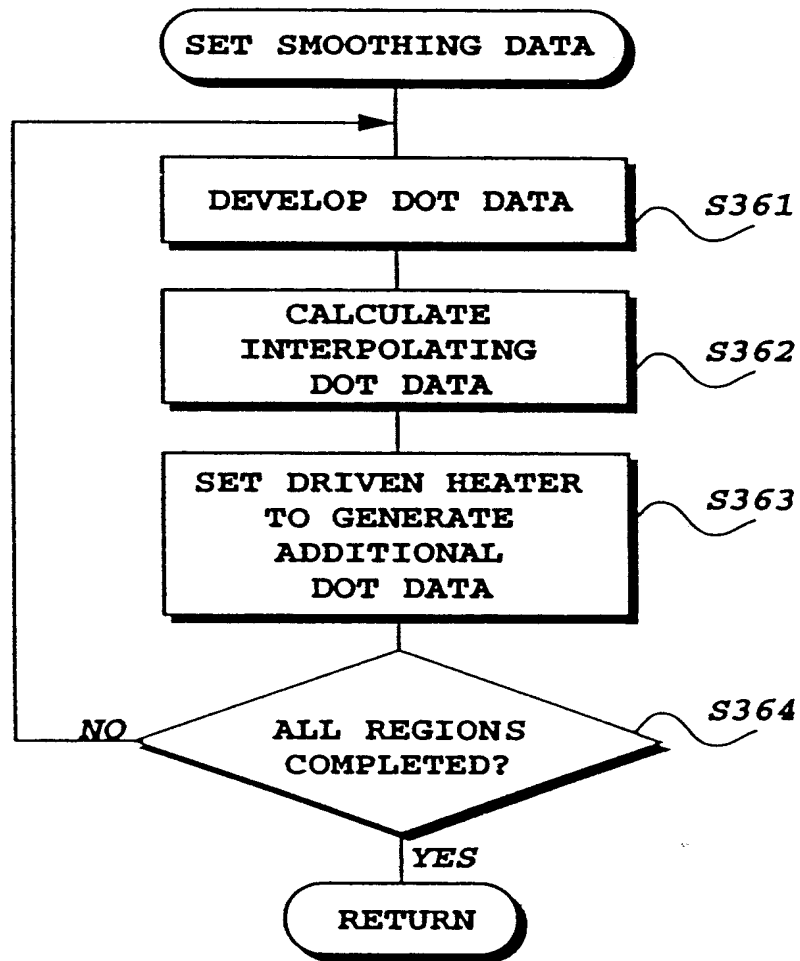 SET SMOOTHING DATA
DEVELOP DOT DATA
S361
CALCULATE
INTERPOLATING
DOT DATA
S362
SET DRIVEN HEATER
TO GENERATE
ADDITIONAL
DOT DATA
S363
ALL REGIONS
COMPLETED?
S364
NO
YES
RETURN